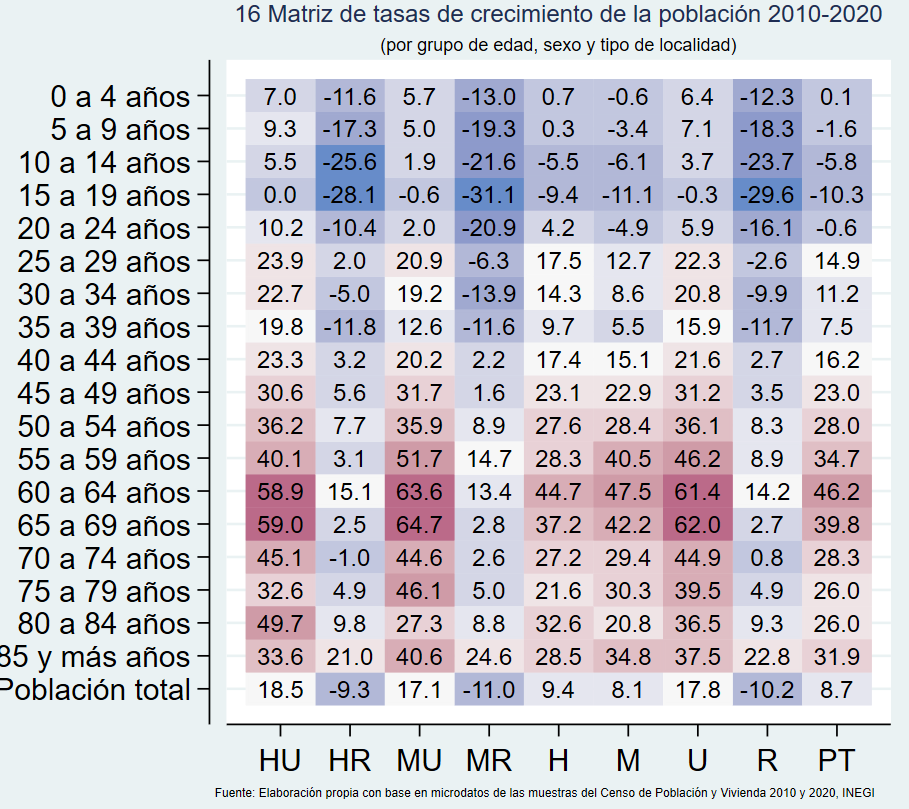 16 Matriz de tasas de crecimiento de la población 2010-2020
(por grupo de edad, sexo y tipo de localidad)
0 a 4 años 7.0 -11.6 5.7 -13.0 0.7 -0.6 6.4 -12.3 0.1
5 a 9 años 9.3 -17.3 5.0 -19.3 0.3 -3.4 7.1 -18.3 -1.6
10 a 14 años 5.5 -25.6 1.9 -21.6 -5.5 -6.1 3.7 -23.7 -5.8
15 a 19 años 0.0 -28.1 -0.6 -31.1 -9.4 -11.1 -0.3 -29.6 -10.3
20 a 24 años 10.2 -10.4 2.0 -20.9 4.2 -4.9 5.9 -16.1 -0.6
25 a 29 años 23.9 2.0 20.9 -6.3 17.5 12.7 22.3 -2.6 14.9
30 a 34 años 22.7 -5.0 19.2 -13.9 14.3 8.6 20.8 -9.9 11.2
35 a 39 años 19.8 -11.8 12.6 -11.6 9.7 5.5 15.9 -11.7 7.5
40 a 44 años 23.3 3.2 20.2 2.2 17.4 15.1 21.6 2.7 16.2
45 a 49 años 30.6 5.6 31.7 1.6 23.1 22.9 31.2 3.5 23.0
50 a 54 años 36.2 7.7 35.9 8.9 27.6 28.4 36.1 8.3 28.0
55 a 59 años 40.1 3.1 51.7 14.7 28.3 40.5 46.2 8.9 34.7
60 a 64 años 58.9 15.1 63.6 13.4 44.7 47.5 61.4 14.2 46.2
65 a 69 años 59.0 2.5 64.7 2.8 37.2 42.2 62.0 2.7 39.8
70 a 74 años 45.1 -1.0 44.6 2.6 27.2 29.4 44.9 0.8 28.3
75 a 79 años 32.6 4.9 46.1 5.0 21.6 30.3 39.5 4.9 26.0
80 a 84 años 49.7 9.8 27.3 8.8 32.6 20.8 36.5 9.3 26.0
85 y más años 33.6 21.0 40.6 24.6 28.5 34.8 37.5 22.8 31.9
Población total 18.5 -9.3 17.1 -11.0 9.4 8.1 17.8 -10.2 8.7
HU HR MU MR H M U R PT
Fuente: Elaboración propia con base en microdatos de las muestras del Censo de Población y Vivienda 2010 y 2020, INEGI